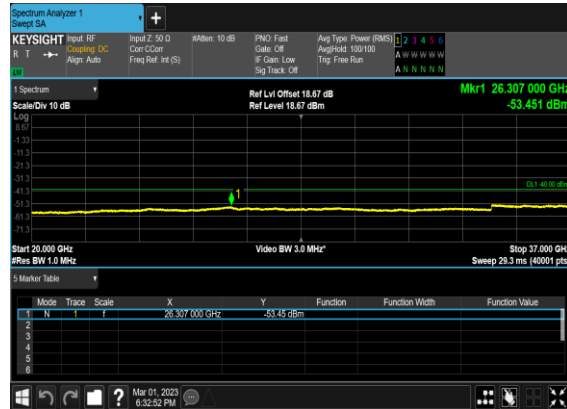 Spectrum Analyzer 1
Swept SA
+
KEYSIGHT
R T
Input: RF
Coupling: DC
Align: Auto
Input Z: 50 Ω
Corr CCorr
Freq Ref: Int (S)
#Atten: 10 dB
PNO: Fast
Gate: Off
IF Gain: Low
Sig Track: Off
Avg Type: Power (RMS)
Avg|Hold: 100/100
Trig: Free Run
1 2 3 4 5 6
A W W W W W
A N N N N N
1 Spectrum
Scale/Div 10 dB
Log
Ref Lvl Offset 18.67 dB
Ref Level 18.67 dBm
Mkr1 26.307 000 GHz
-53.451 dBm
8.67
-1.33
-11.3
-21.3
-31.3
-41.3
-51.3
-61.3
-71.3
DL1 -40.00 dBm
1
Start 20.000 GHz
#Res BW 1.0 MHz
Video BW 3.0 MHz*
Stop 37.000 GHz
Sweep 29.3 ms (40001 pts)
5 Marker Table
Mode Trace Scale X Y Function Function Width Function Value
1 N 1 f 26.307 000 GHz -53.45 dBm
2
3
4
5
6
?
Mar 01, 2023
6:32:52 PM